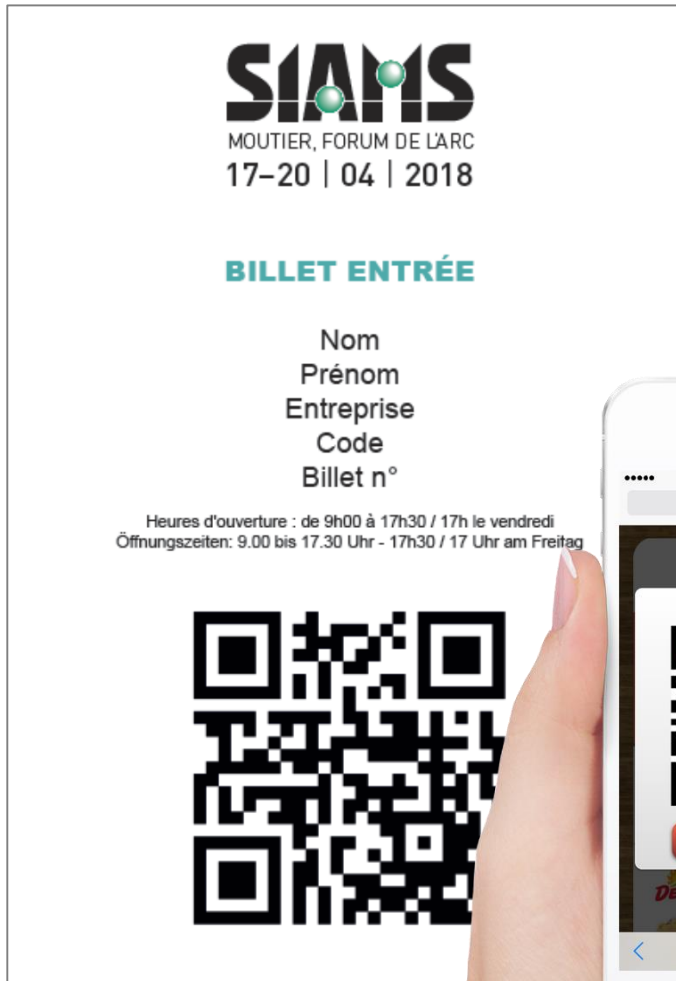 SIAMS
MOUTIER, FORUM DE L'ARC
17–20 | 04 | 2018
BILLET ENTRÉE
Nom
Prénom
Entreprise
Code
Billet n°
Heures d'ouverture : de 9h00 à 17h30 / 17h le vendredi
Öffnungszeiten: 9.00 bis 17.30 Uhr - 17h30 / 17 Uhr am Freitag